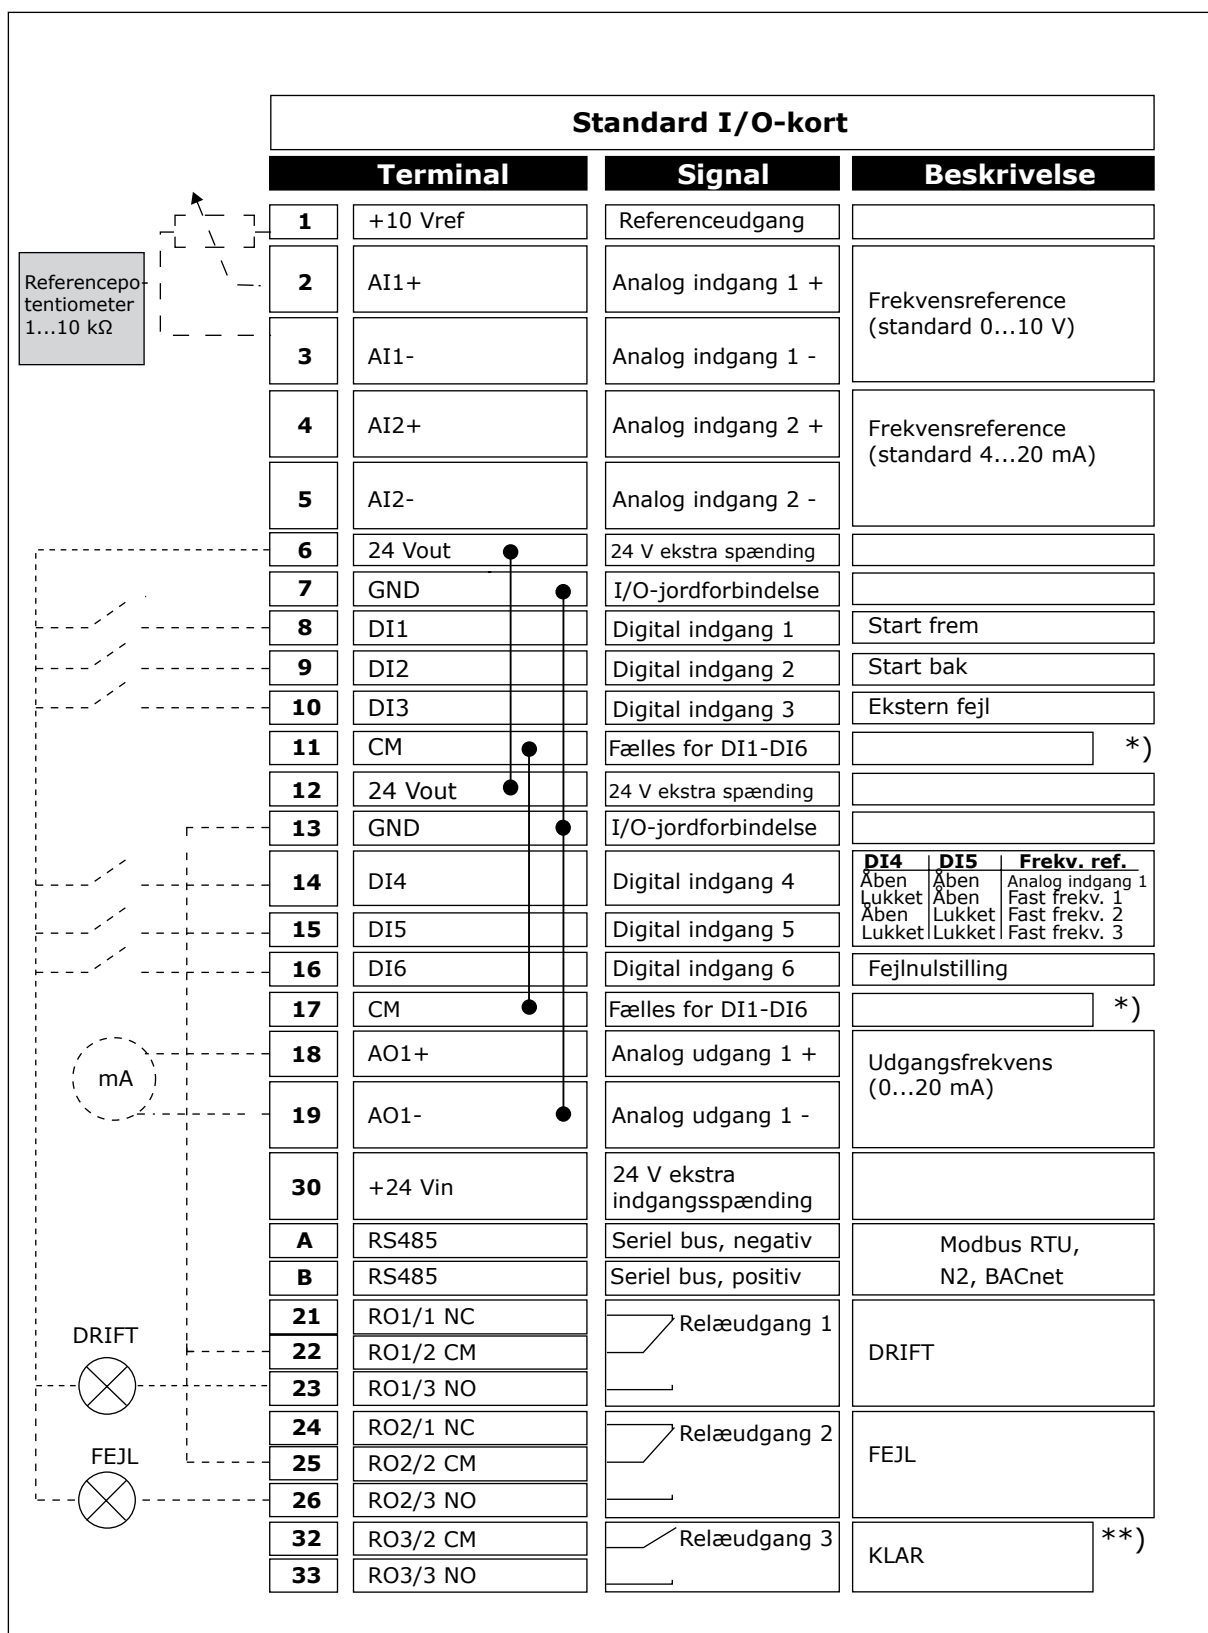 Standard I/O-kort
Terminal Signal Beskrivelse
1 +10 Vref Referenceudgang
Referencepo-
tentiometer
1...10 kΩ
2 AI1+ Analog indgang 1 +
Frekvensreference
(standard 0...10 V)
3 AI1- Analog indgang 1 -
4 AI2+ Analog indgang 2 +
Frekvensreference
(standard 4...20 mA)
5 AI2- Analog indgang 2 -
6 24 Vout 24 V ekstra spænding
7 GND I/O-jordforbindelse
8 DI1 Digital indgang 1 Start frem
9 DI2 Digital indgang 2 Start bak
10 DI3 Digital indgang 3 Ekstern fejl
11 CM Fælles for DI1-DI6 *)
12 24 Vout 24 V ekstra spænding
13 GND I/O-jordforbindelse
14 DI4 Digital indgang 4
DI4 DI5 Frekv. ref.
Åben Åben Analog indgang 1
Lukket Åben Fast frekv. 1
Åben Lukket Fast frekv. 2
Lukket Lukket Fast frekv. 3
15 DI5 Digital indgang 5
16 DI6 Digital indgang 6 Fejlnulstilling
17 CM Fælles for DI1-DI6 *)
mA
18 AO1+ Analog udgang 1 +
Udgangsfrekvens
(0...20 mA)
19 AO1- Analog udgang 1 -
30 +24 Vin 24 V ekstra
indgangsspænding
A RS485 Seriel bus, negativ
Modbus RTU,
N2, BACnet
B RS485 Seriel bus, positiv
21 RO1/1 NC Relæudgang 1
DRIFT
22 RO1/2 CM DRIFT
23 RO1/3 NO
24 RO2/1 NC Relæudgang 2
FEJL
25 RO2/2 CM FEJL
26 RO2/3 NO
32 RO3/2 CM Relæudgang 3 **)
KLAR
33 RO3/3 NO